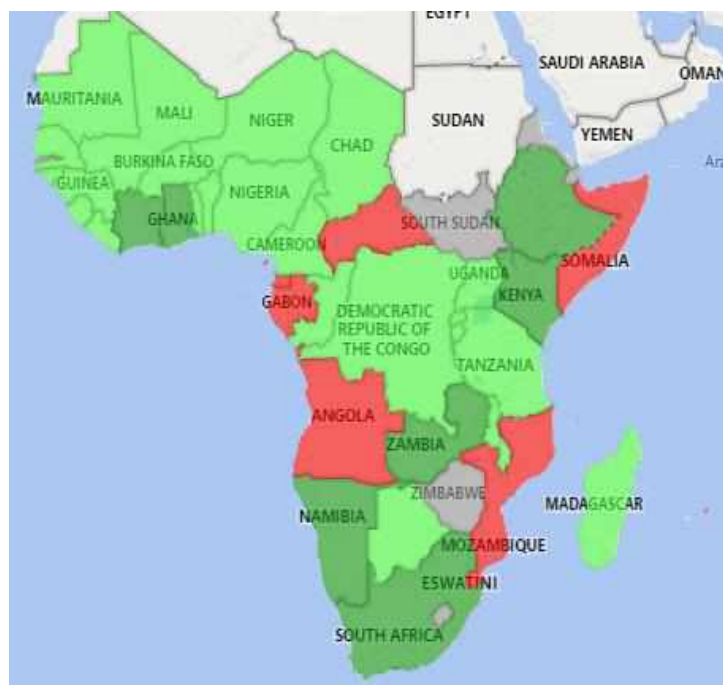 EGYPT
SAUDI ARABIA
OMAN
MAURITANIA
MALI
NIGER
CHAD
SUDAN
YEMEN
Ara
BURKINA FASO
GUINEA
NIGERIA
GHANA
SOUTH SUDAN
CAMEROON
SOMALIA
UGANDA
KENYA
GABON
DEMOCRATIC
REPUBLIC OF
THE CONGO
TANZANIA
ANGOLA
ZAMBIA
ZIMBABWE
MADAGASCAR
NAMIBIA
MOZAMBIQUE
ESWATINI
SOUTH AFRICA